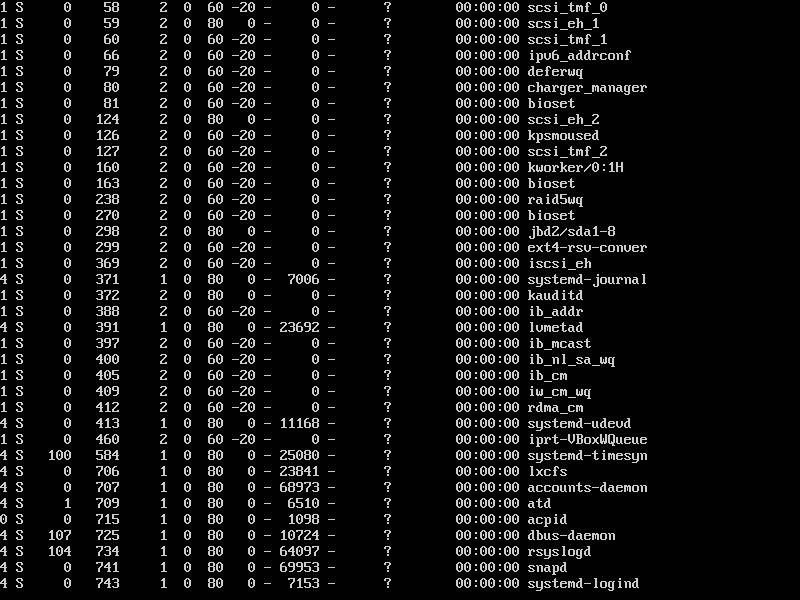 1 S 0 58 2 0 60 -20 - 0 - ? 00:00:00 scsi_tmf_0
1 S 0 59 2 0 80 0 - 0 - ? 00:00:00 scsi_eh_1
1 S 0 60 2 0 60 -20 - 0 - ? 00:00:00 scsi_tmf_1
1 S 0 66 2 0 60 -20 - 0 - ? 00:00:00 ipv6_addrconf
1 S 0 79 2 0 60 -20 - 0 - ? 00:00:00 deferwq
1 S 0 80 2 0 60 -20 - 0 - ? 00:00:00 charger_manager
1 S 0 81 2 0 60 -20 - 0 - ? 00:00:00 bioset
1 S 0 124 2 0 80 0 - 0 - ? 00:00:00 scsi_eh_2
1 S 0 126 2 0 60 -20 - 0 - ? 00:00:00 kpsmoused
1 S 0 127 2 0 60 -20 - 0 - ? 00:00:00 scsi_tmf_2
1 S 0 160 2 0 60 -20 - 0 - ? 00:00:00 kworker/0:1H
1 S 0 163 2 0 60 -20 - 0 - ? 00:00:00 bioset
1 S 0 238 2 0 60 -20 - 0 - ? 00:00:00 raid5wq
1 S 0 270 2 0 60 -20 - 0 - ? 00:00:00 bioset
1 S 0 298 2 0 80 0 - 0 - ? 00:00:00 jbd2/sda1-8
1 S 0 299 2 0 60 -20 - 0 - ? 00:00:00 ext4-rsv-conver
1 S 0 369 2 0 60 -20 - 0 - ? 00:00:00 iscsi_eh
4 S 0 371 1 0 80 0 - 7006 - ? 00:00:00 systemd-journal
1 S 0 372 2 0 80 0 - 0 - ? 00:00:00 kauditd
1 S 0 388 2 0 60 -20 - 0 - ? 00:00:00 ib_addr
4 S 0 391 1 0 80 0 - 23692 - ? 00:00:00 lvmetad
1 S 0 397 2 0 60 -20 - 0 - ? 00:00:00 ib_mcast
1 S 0 400 2 0 60 -20 - 0 - ? 00:00:00 ib_nl_sa_wq
1 S 0 405 2 0 60 -20 - 0 - ? 00:00:00 ib_cm
1 S 0 409 2 0 60 -20 - 0 - ? 00:00:00 iw_cm_wq
1 S 0 412 2 0 60 -20 - 0 - ? 00:00:00 rdma_cm
4 S 0 413 1 0 80 0 - 11168 - ? 00:00:00 systemd-udevd
1 S 0 460 2 0 60 -20 - 0 - ? 00:00:00 iprt-VBoxWQueue
4 S 100 584 1 0 80 0 - 25080 - ? 00:00:00 systemd-timesyn
4 S 0 706 1 0 80 0 - 23841 - ? 00:00:00 lxcfs
4 S 0 707 1 0 80 0 - 68973 - ? 00:00:00 accounts-daemon
4 S 1 709 1 0 80 0 - 6510 - ? 00:00:00 atd
0 S 0 715 1 0 80 0 - 1098 - ? 00:00:00 acpid
4 S 107 725 1 0 80 0 - 10724 - ? 00:00:00 dbus-daemon
4 S 104 734 1 0 80 0 - 64097 - ? 00:00:00 rsyslogd
4 S 0 741 1 0 80 0 - 69953 - ? 00:00:00 snapd
4 S 0 743 1 0 80 0 - 7153 - ? 00:00:00 systemd-logind